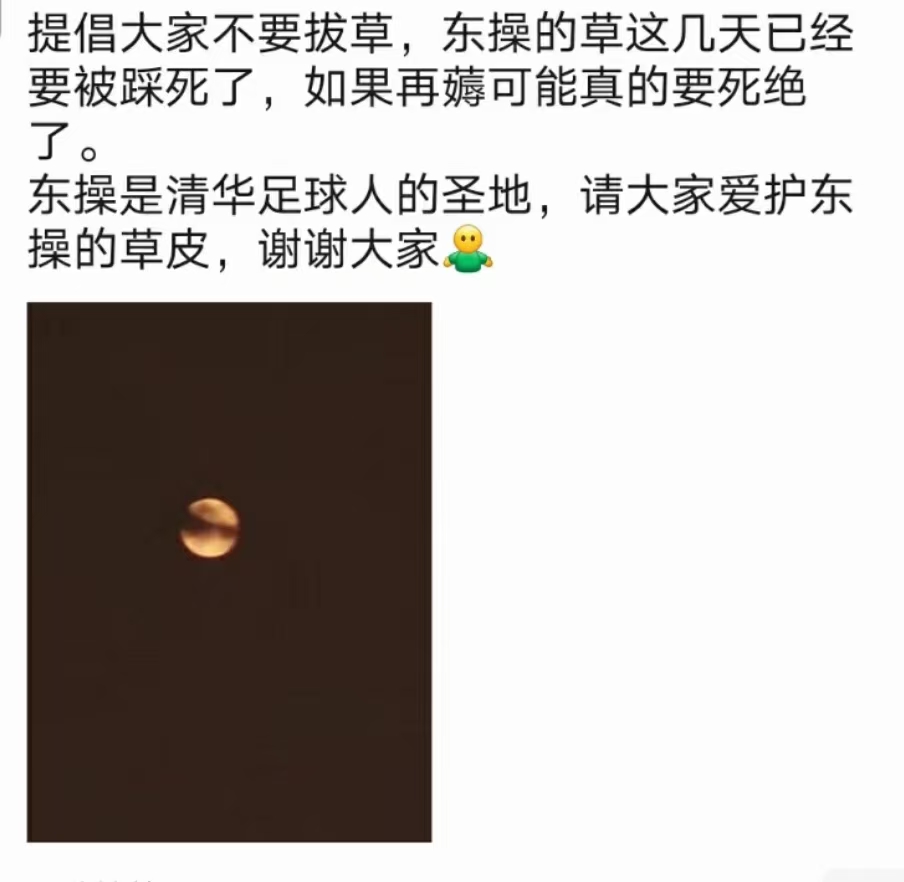 提倡大家不要拔草，东操的草这几天已经
要被踩死了，如果再薅可能真的要死绝
了。
东操是清华足球人的圣地，请大家爱护东
操的草皮，谢谢大家